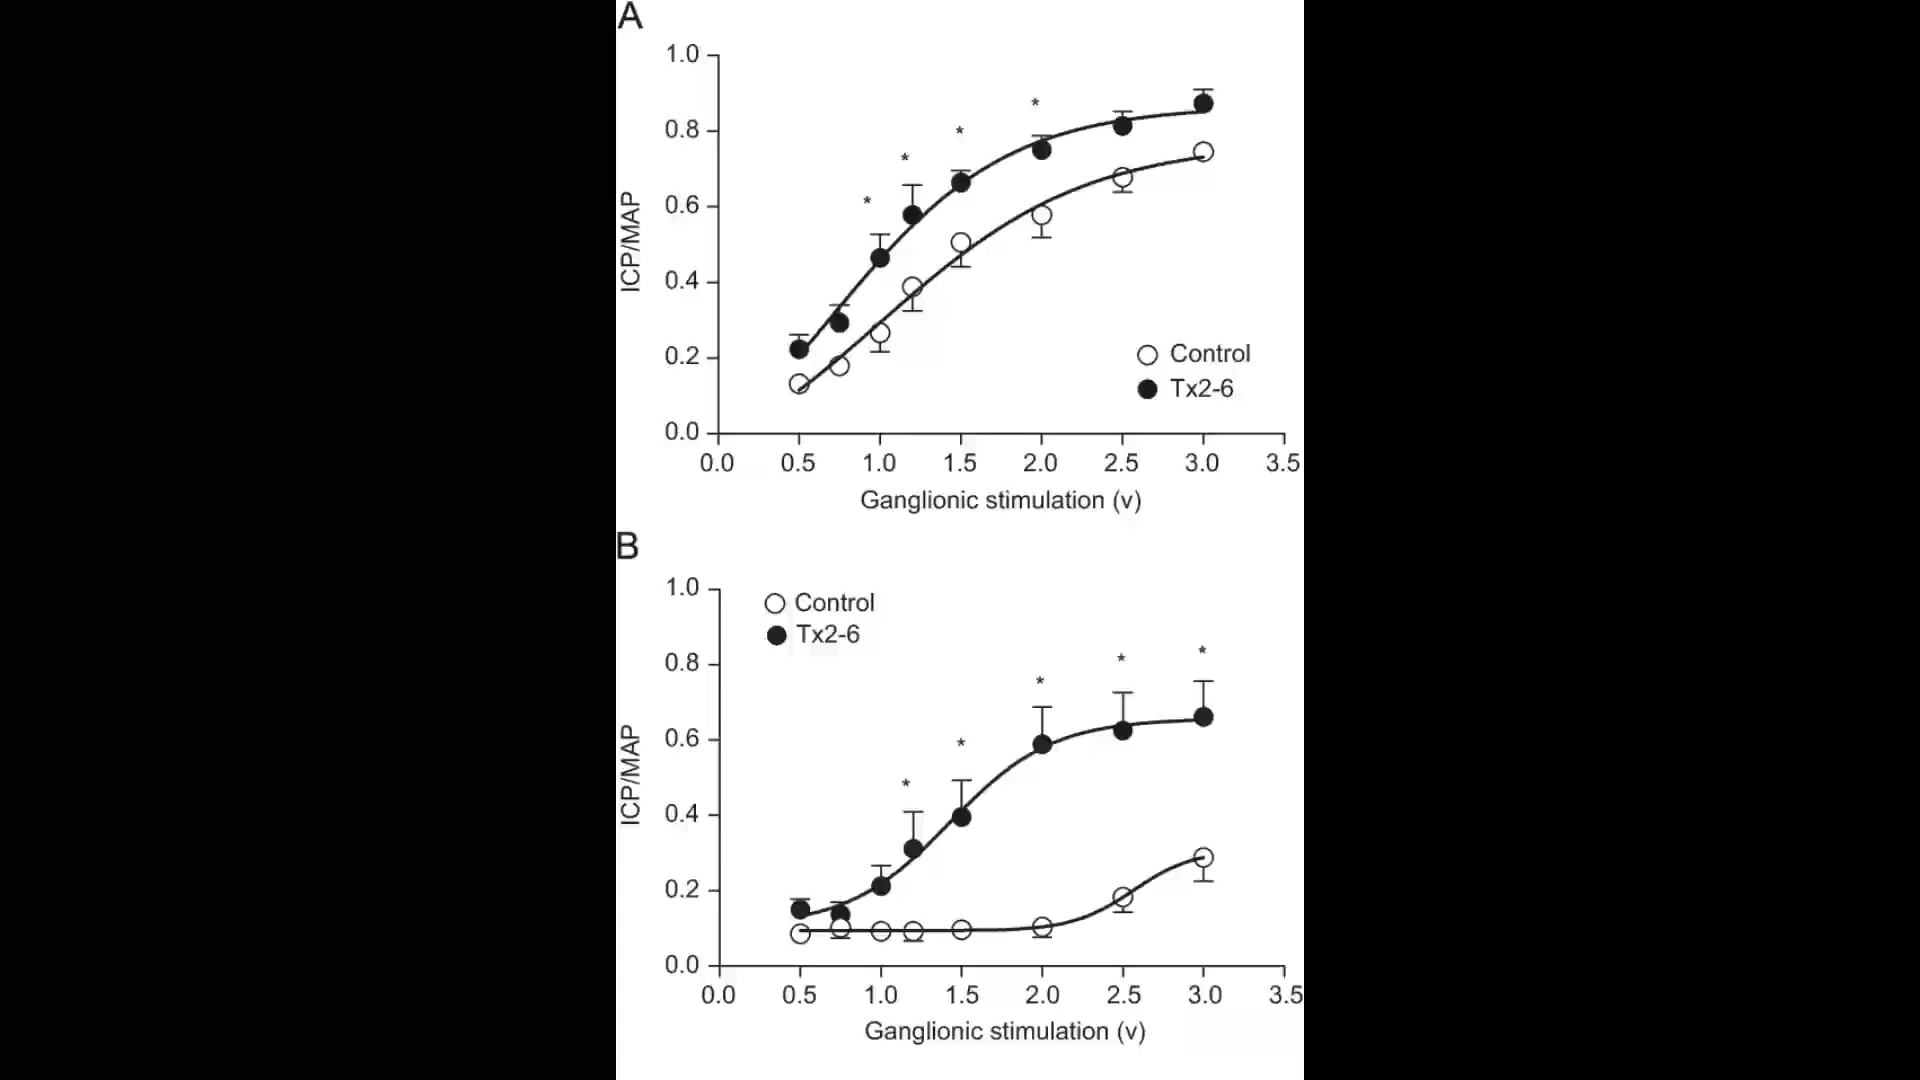 A
1.0
*
0.8
*
*
0.6
*
ICP/MAP
0.4
Control
0.2
Tx2-6
0.0
0.0 0.5 1.0 1.5 2.0 2.5 3.0 3.5
Ganglionic stimulation (v)
B
1.0
Control
Tx2-6
0.8
* * *
0.6
*
*
ICP/MAP
0.4
0.2
0.0
0.0 0.5 1.0 1.5 2.0 2.5 3.0 3.5
Ganglionic stimulation (v)